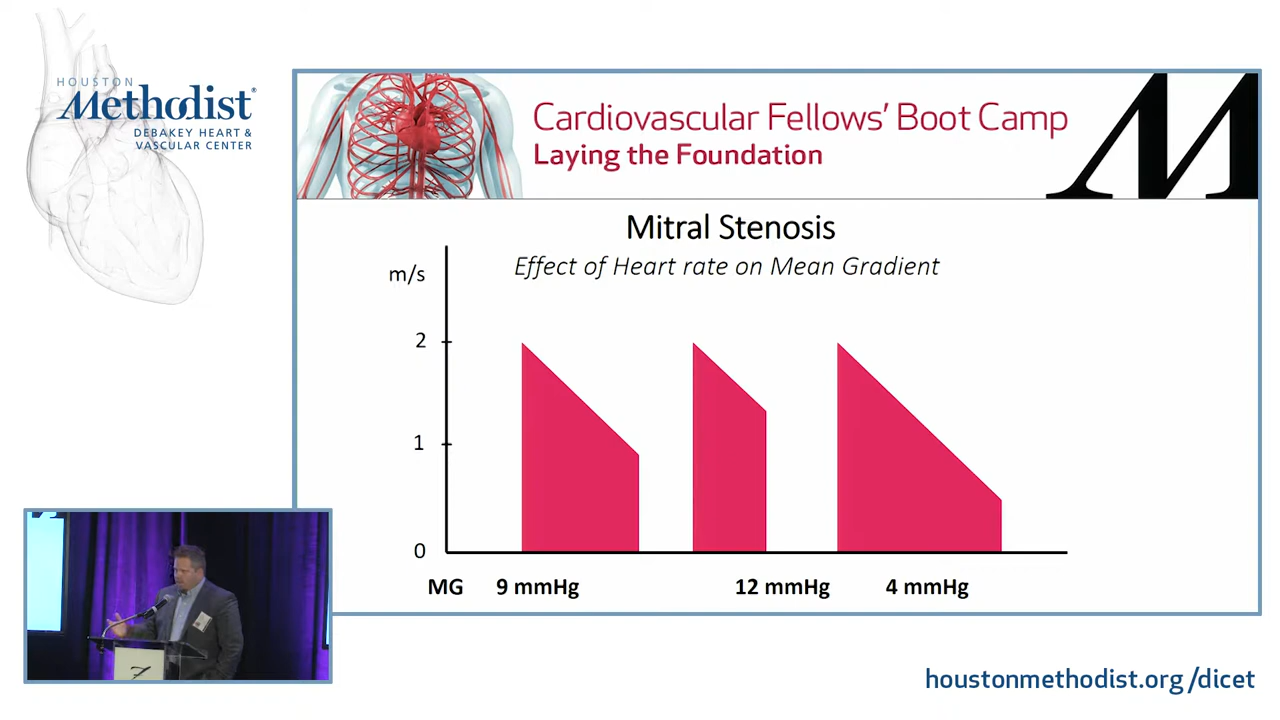 HOUSTON
Methodist®
DEBAKEY HEART &
VASCULAR CENTER
Cardiovascular Fellows' Boot Camp
Laying the Foundation
M
Mitral Stenosis
Effect of Heart rate on Mean Gradient
m/s
2
1
0
MG 9 mmHg 12 mmHg 4 mmHg
houstonmethodist.org/dicet